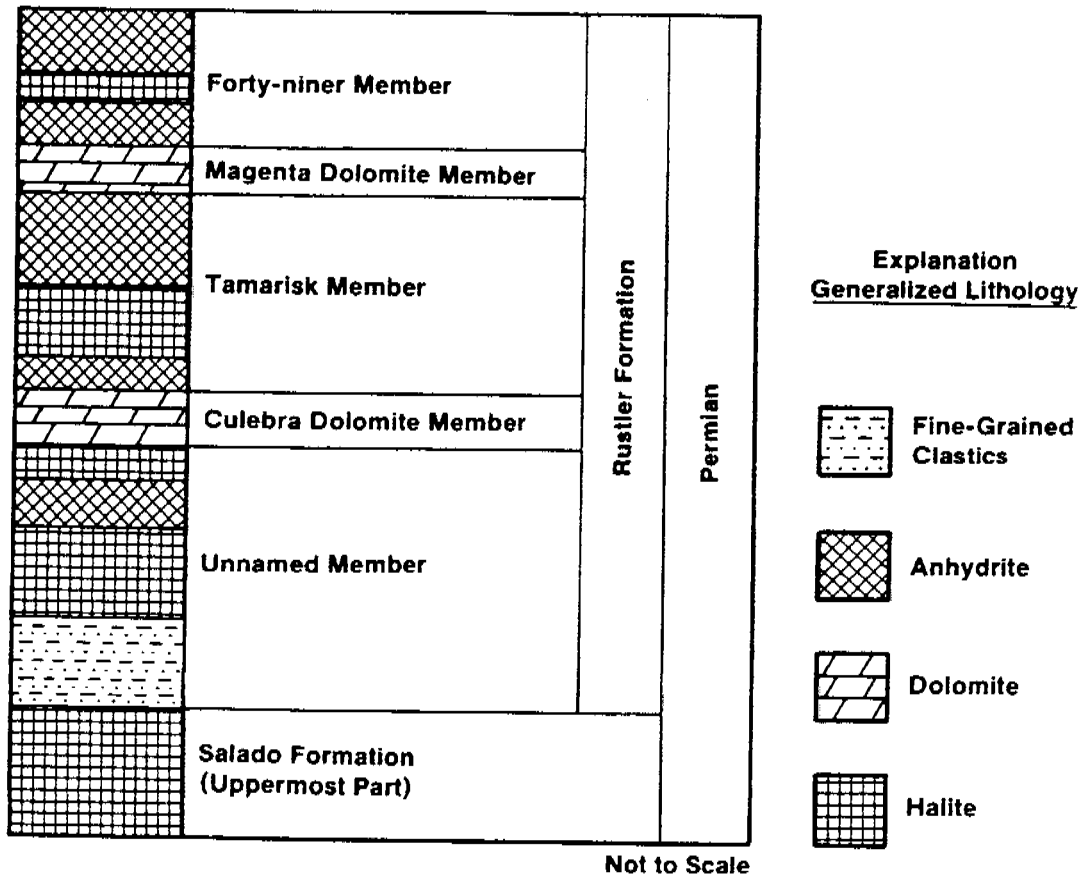 Forty-niner Member
Magenta Dolomite Member
Tamarisk Member
Culebra Dolomite Member
Unnamed Member
Salado Formation
(Uppermost Part)
Rustler Formation
Permian
Explanation
Generalized Lithology
Fine-Grained
Clastics
Anhydrite
Dolomite
Halite
Not to Scale